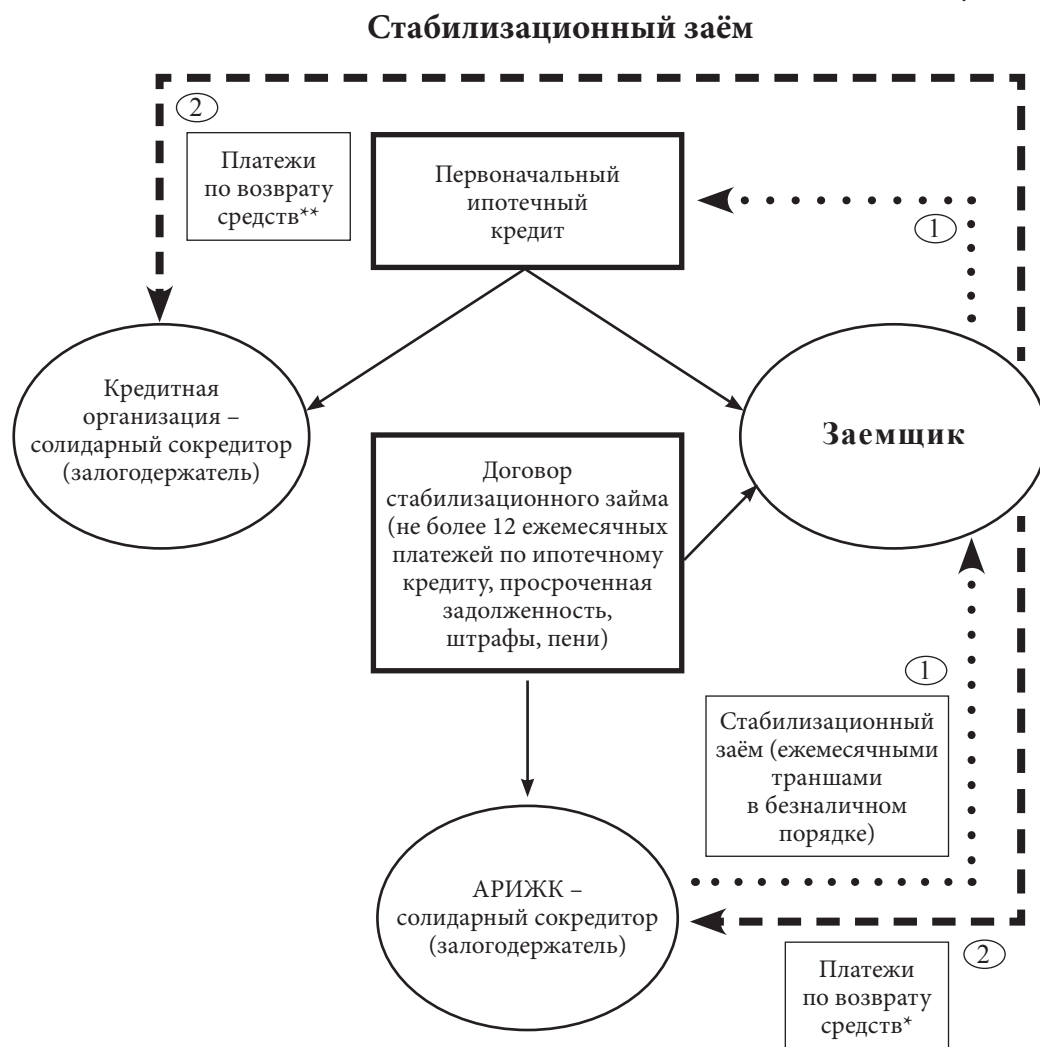 Стабилизационный заём
2
Платежи
по возврату
средств**
Первоначальный
ипотечный
кредит
1
Кредитная
организация –
солидарный сокредитор
(залогодержатель)
Заемщик
Договор
стабилизационного займа
(не более 12 ежемесячных
платежей по ипотечному
кредиту, просроченная
задолженность,
штрафы, пени)
1
Стабилизационный
заём (ежемесячными
траншами
в безналичном
порядке)
АРИЖК –
солидарный сокредитор
(залогодержатель)
2
Платежи
по возврату
средств*